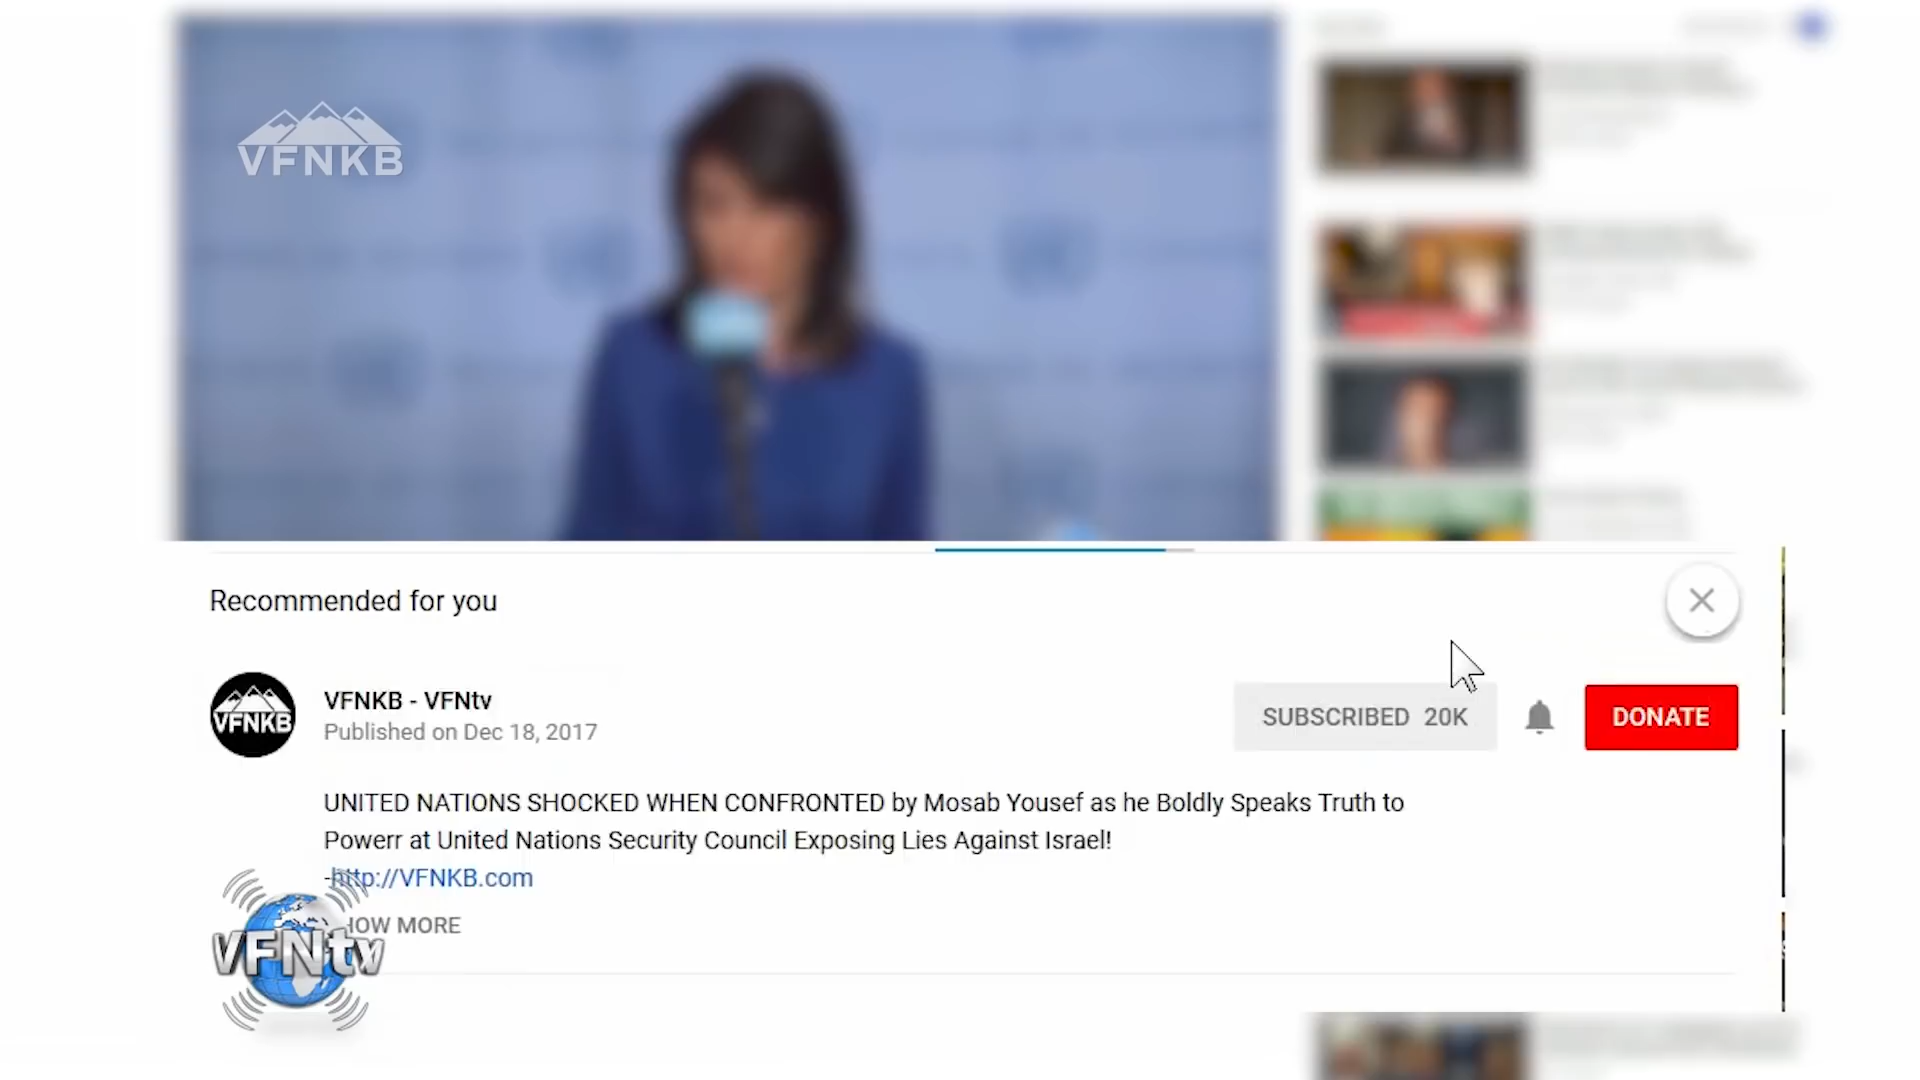 VFNKB
Recommended for you
VFNKB
VFNKB - VFNtv
Published on Dec 18, 2017
SUBSCRIBED 20K
DONATE
UNITED NATIONS SHOCKED WHEN CONFRONTED by Mosab Yousef as he Boldly Speaks Truth to
Powerr at United Nations Security Council Exposing Lies Against Israel!
-http://VFNKB.com
HOW MORE
VFNtv